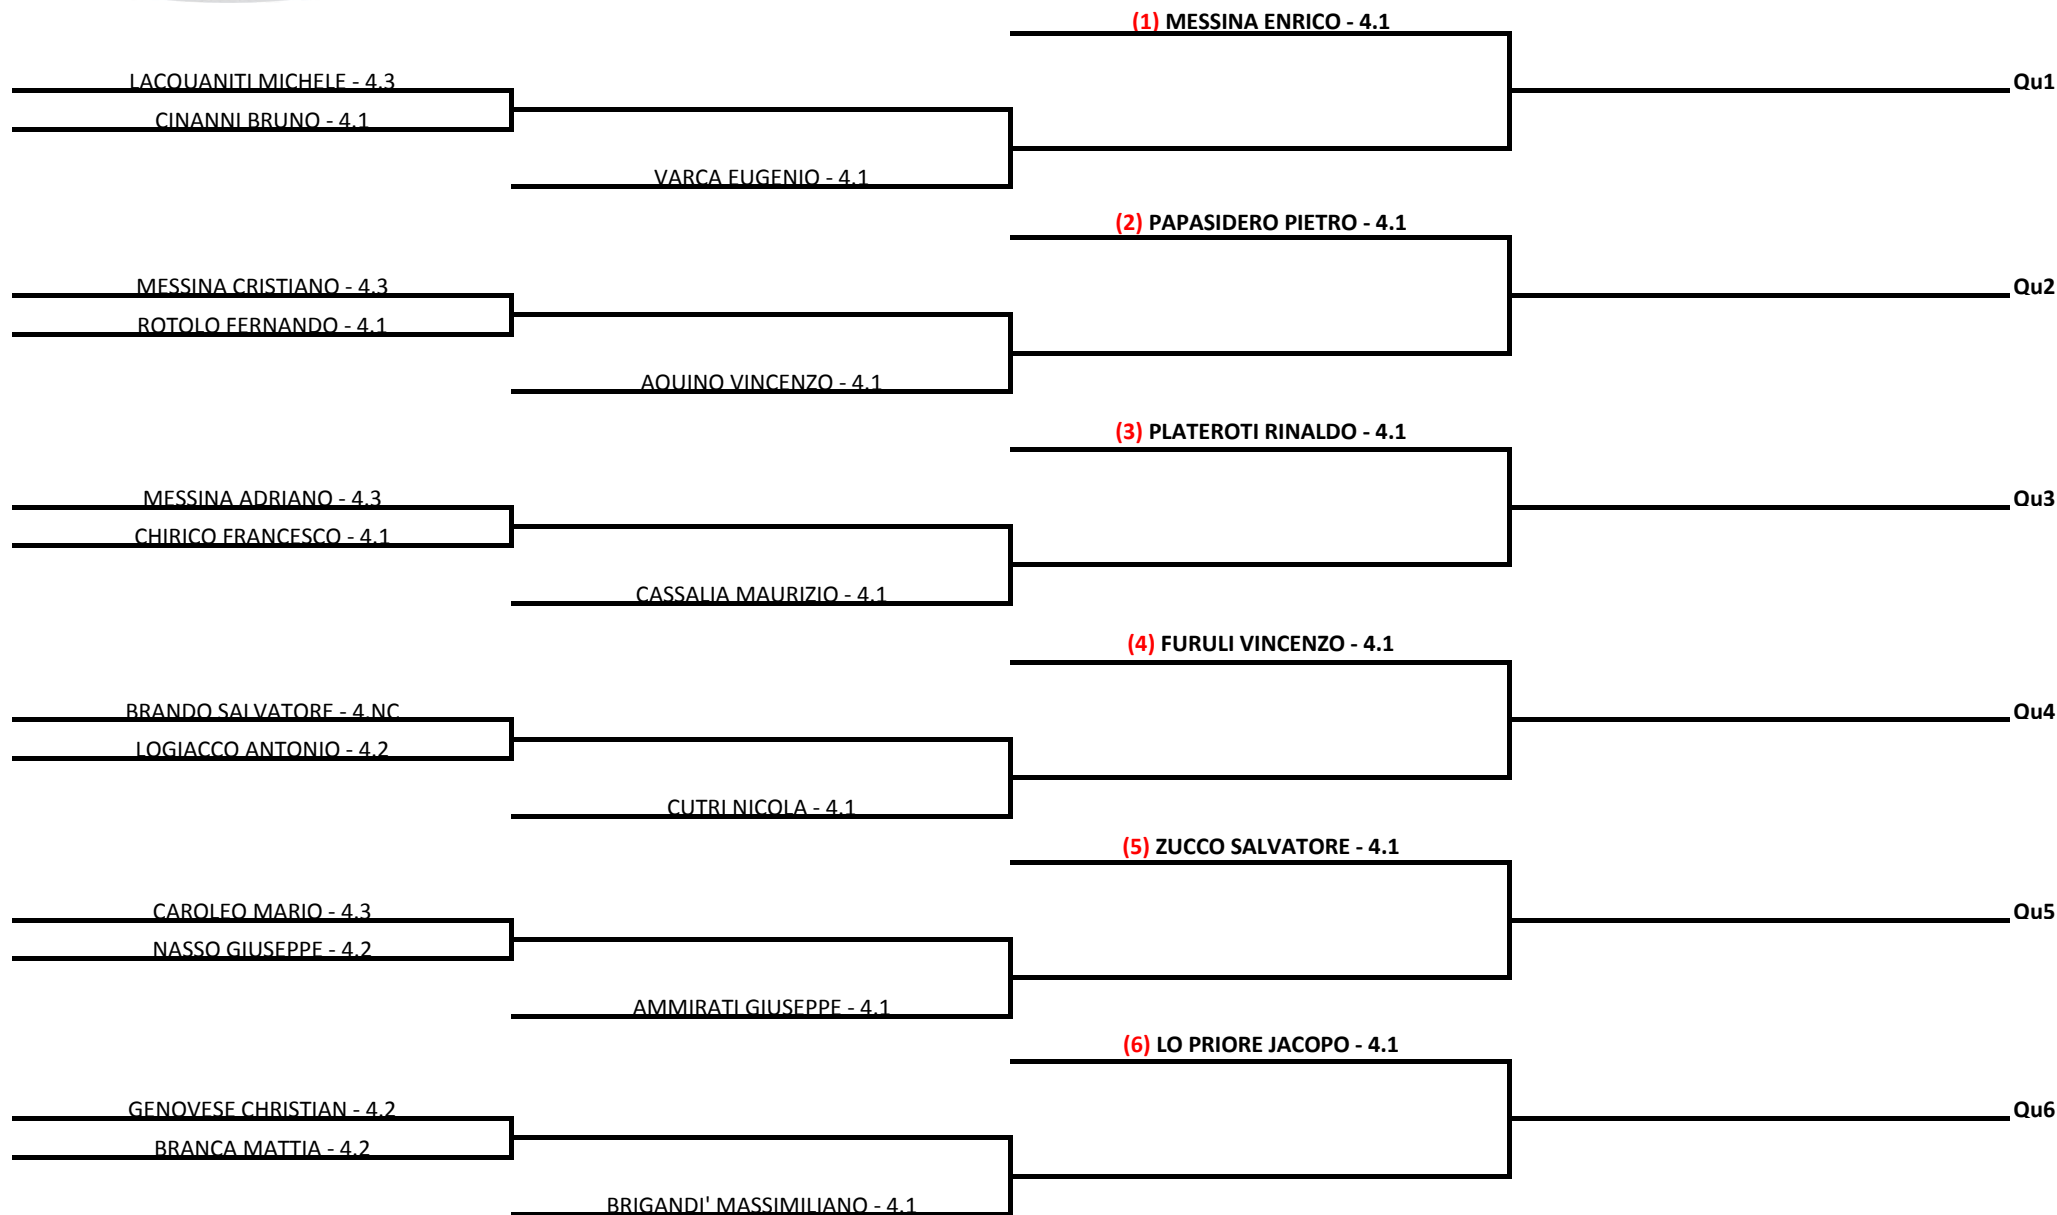 (1) MESSINA ENRICO - 4.1
LACQUANITI MICHELE - 4.3
Qu1
CINANNI BRUNO - 4.1
VARCA EUGENIO - 4.1
(2) PAPASIDERO PIETRO - 4.1
MESSINA CRISTIANO - 4.3
Qu2
ROTOLO FERNANDO - 4.1
AQUINO VINCENZO - 4.1
(3) PLATEROTI RINALDO - 4.1
MESSINA ADRIANO - 4.3
Qu3
CHIRICO FRANCESCO - 4.1
CASSALIA MAURIZIO - 4.1
(4) FURULI VINCENZO - 4.1
BRANDO SALVATORE - 4.NC
Qu4
LOGIACCO ANTONIO - 4.2
CUTRI NICOLA - 4.1
(5) ZUCCO SALVATORE - 4.1
CAROLEO MARIO - 4.3
Qu5
NASSO GIUSEPPE - 4.2
AMMIRATI GIUSEPPE - 4.1
(6) LO PRIORE JACOPO - 4.1
GENOVESE CHRISTIAN - 4.2
Qu6
BRANCA MATTIA - 4.2
BRIGANDI' MASSIMILIANO - 4.1